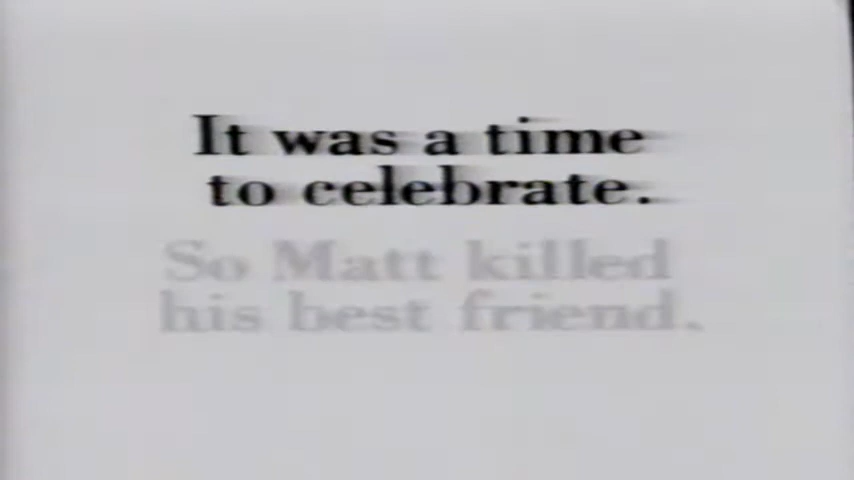 It was a time
to celebrate.
So Matt killed
his best friend.